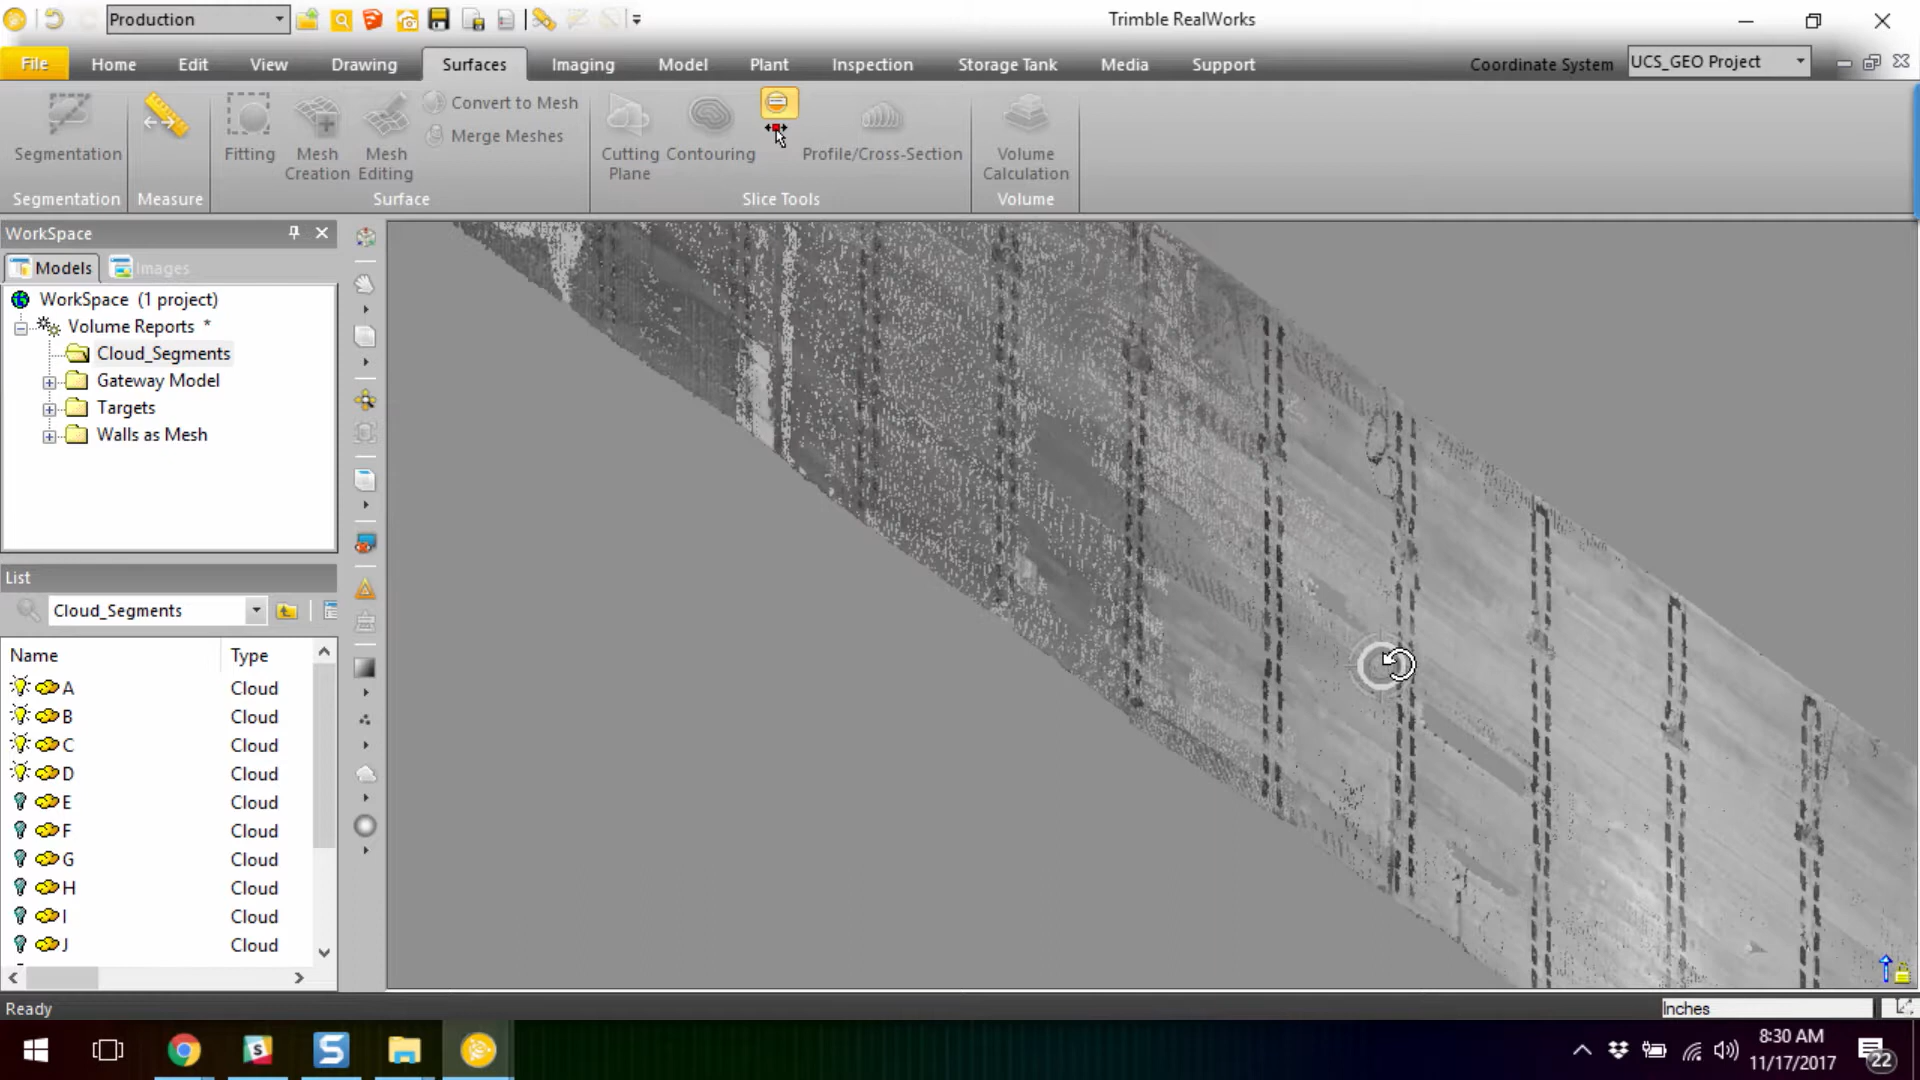 Production
Trimble RealWorks
File
Home
Edit
View
Drawing
Surfaces
Imaging
Model
Plant
Inspection
Storage Tank
Media
Support
Coordinate System
UCS_GEO Project
Segmentation
Fitting
Mesh Creation
Mesh Editing
Convert to Mesh
Merge Meshes
Cutting Plane
Contouring
Profile/Cross-Section
Volume Calculation
Segmentation
Measure
Surface
Slice Tools
Volume
WorkSpace
Models
Images
WorkSpace (1 project)
Volume Reports *
Cloud_Segments
Gateway Model
Targets
Walls as Mesh
List
Cloud_Segments
Name Type
A Cloud
B Cloud
C Cloud
D Cloud
E Cloud
F Cloud
G Cloud
H Cloud
I Cloud
J Cloud
Ready
Inches
S
S
8:30 AM
11/17/2017
22